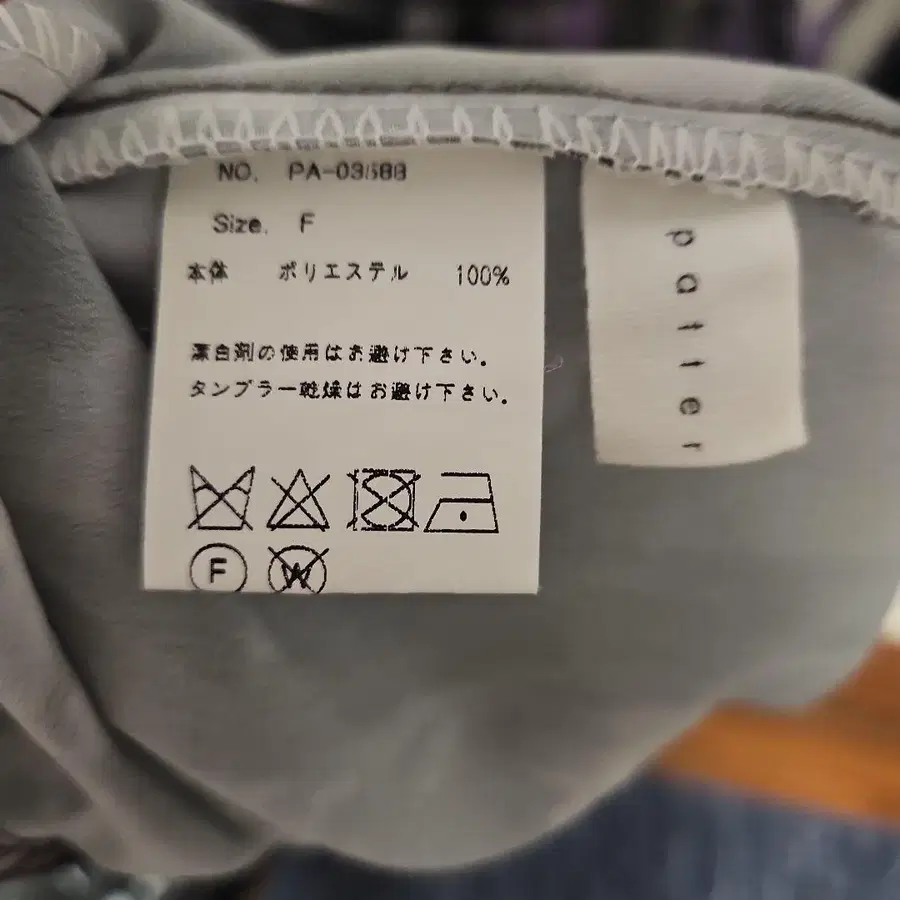 NO. PA-03588
Size. F
本体 ポリエステル 100%
漂白剤の使用はお避け下さい。
タンブラー乾燥はお避け下さい。
F W
patter